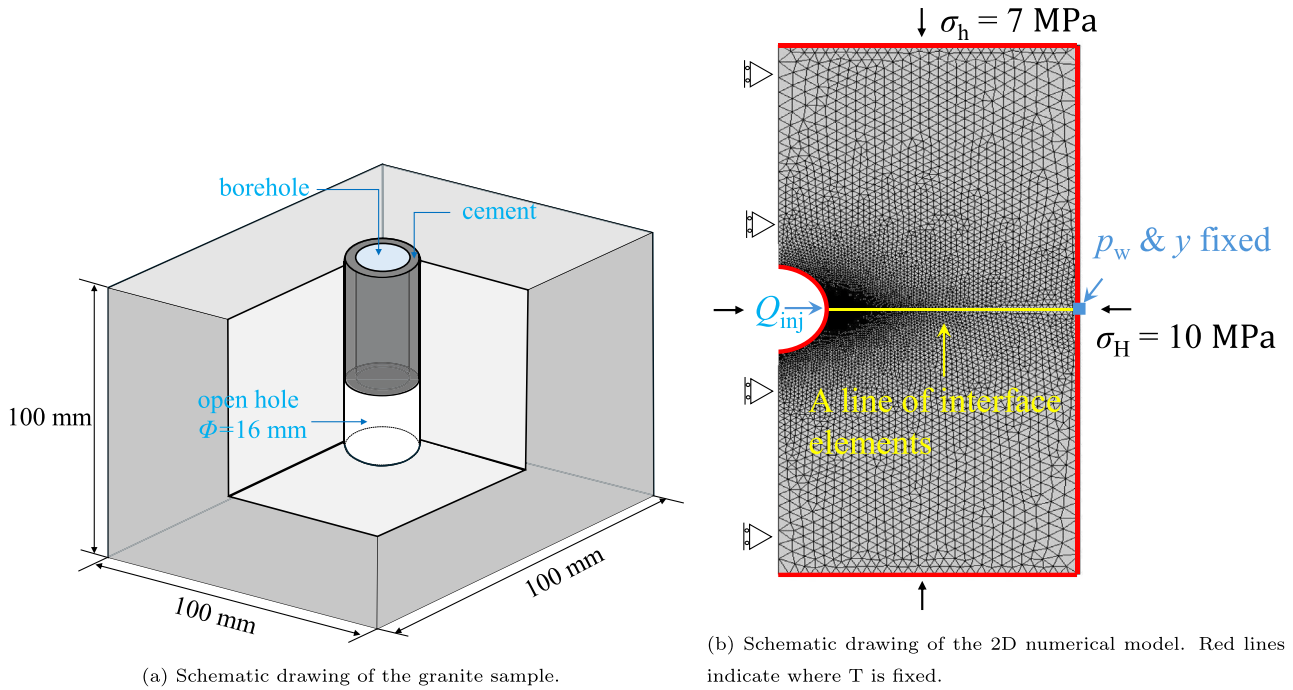 borehole
cement
open hole
Φ=16 mm
100 mm
100 mm
100 mm
(a) Schematic drawing of the granite sample.
σh = 7 MPa
pw & y fixed
Qinj
σH = 10 MPa
A line of interface
elements
(b) Schematic drawing of the 2D numerical model. Red lines
indicate where T is fixed.